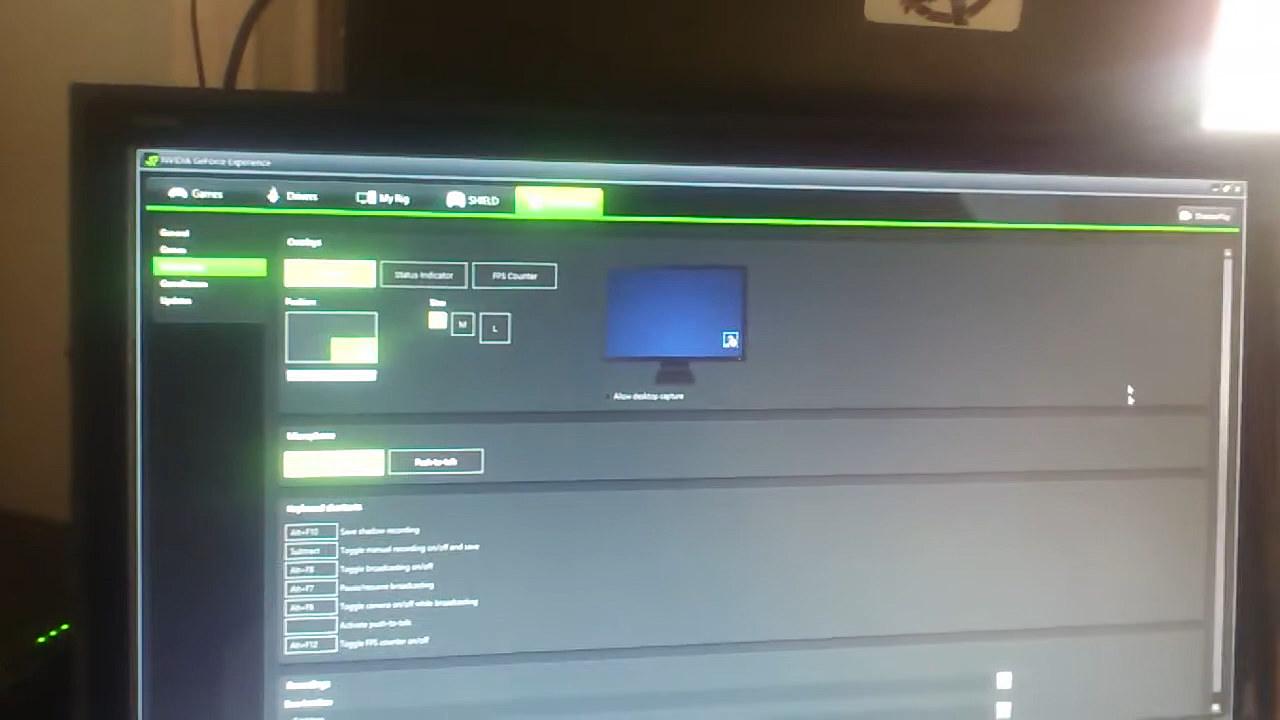 NVIDIA GeForce Experience
Games Drivers My Rig SHIELD
General
Games
Updates
Overlays
Status Indicator FPS Counter
Position Size
M L
Allow desktop capture
Microphone
Push-to-talk
Keyboard shortcuts
Alt+F10 Save shadow recording
Subtract Toggle manual recording on/off and save
Alt+F8 Toggle broadcasting on/off
Alt+F7 Pause/resume broadcasting
Alt+F6 Toggle camera on/off while broadcasting
Activate push-to-talk
Alt+F12 Toggle FPS counter on/off
Recordings